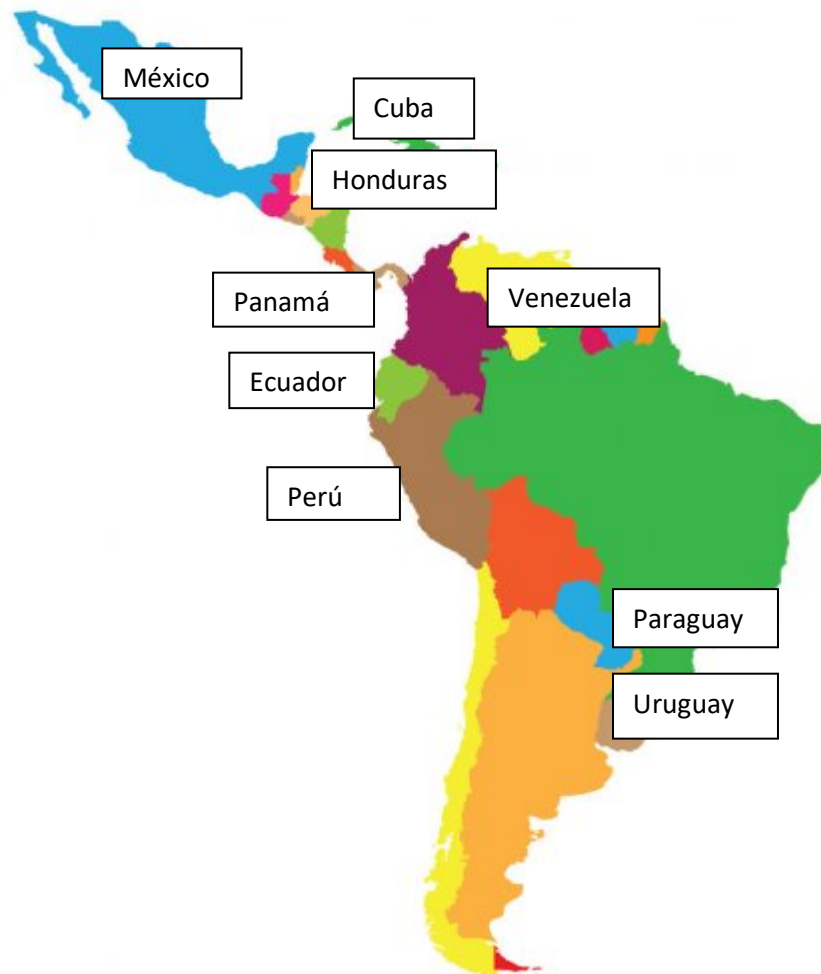 México
Cuba
Honduras
Panamá
Venezuela
Ecuador
Perú
Paraguay
Uruguay